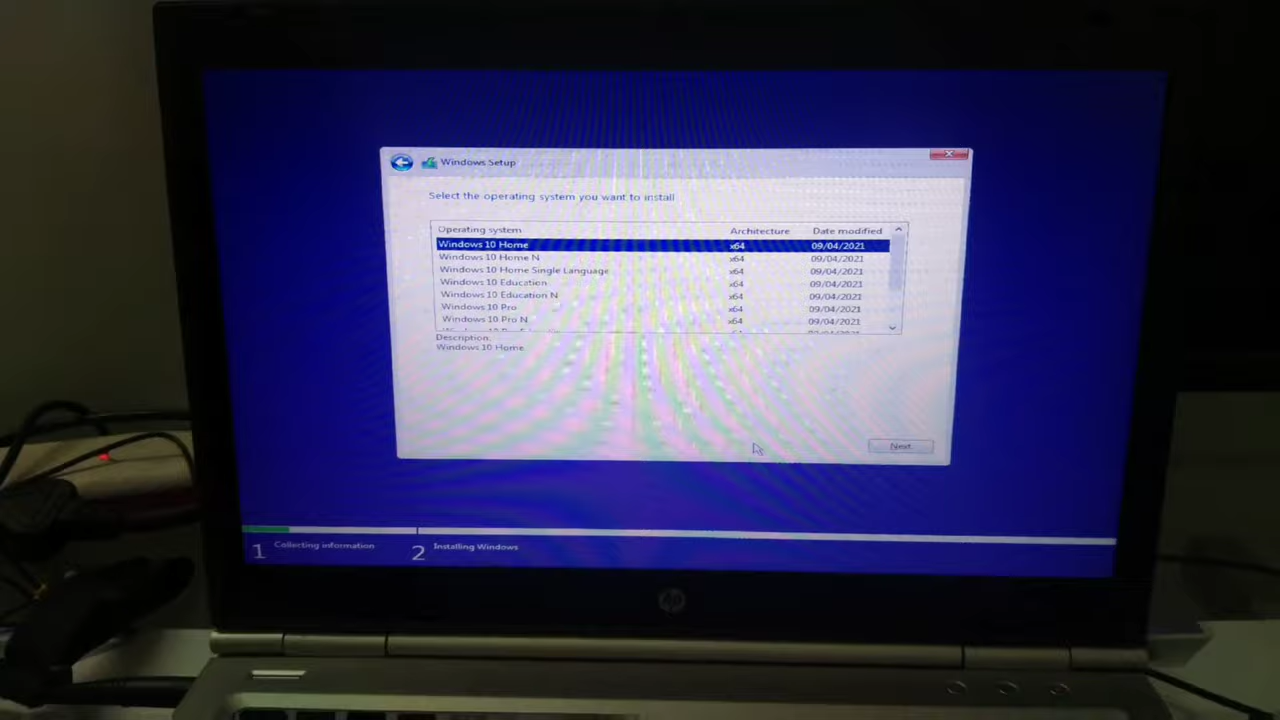 Windows Setup
Select the operating system you want to install
Operating system Architecture Date modified
Windows 10 Home x64 09/04/2021
Windows 10 Home N x64 09/04/2021
Windows 10 Home Single Language x64 09/04/2021
Windows 10 Education x64 09/04/2021
Windows 10 Education N x64 09/04/2021
Windows 10 Pro x64 09/04/2021
Windows 10 Pro N x64 09/04/2021
Description:
Windows 10 Home
Next
1 Collecting information 2 Installing Windows
hp